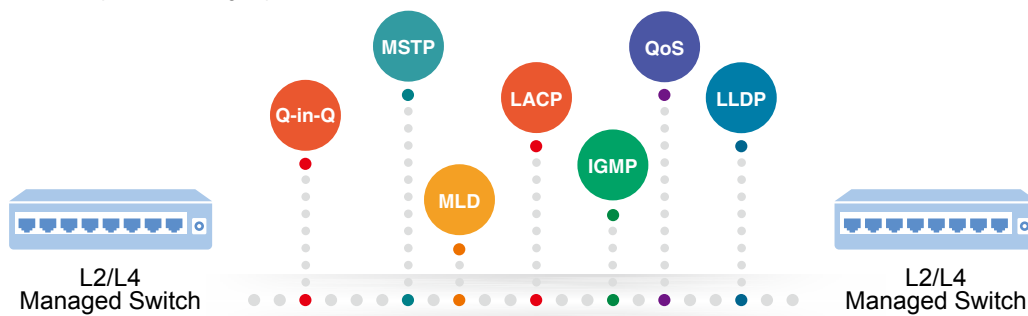 MSTP
QoS
Q-in-Q
LACP
LLDP
IGMP
MLD
L2/L4
Managed Switch
L2/L4
Managed Switch